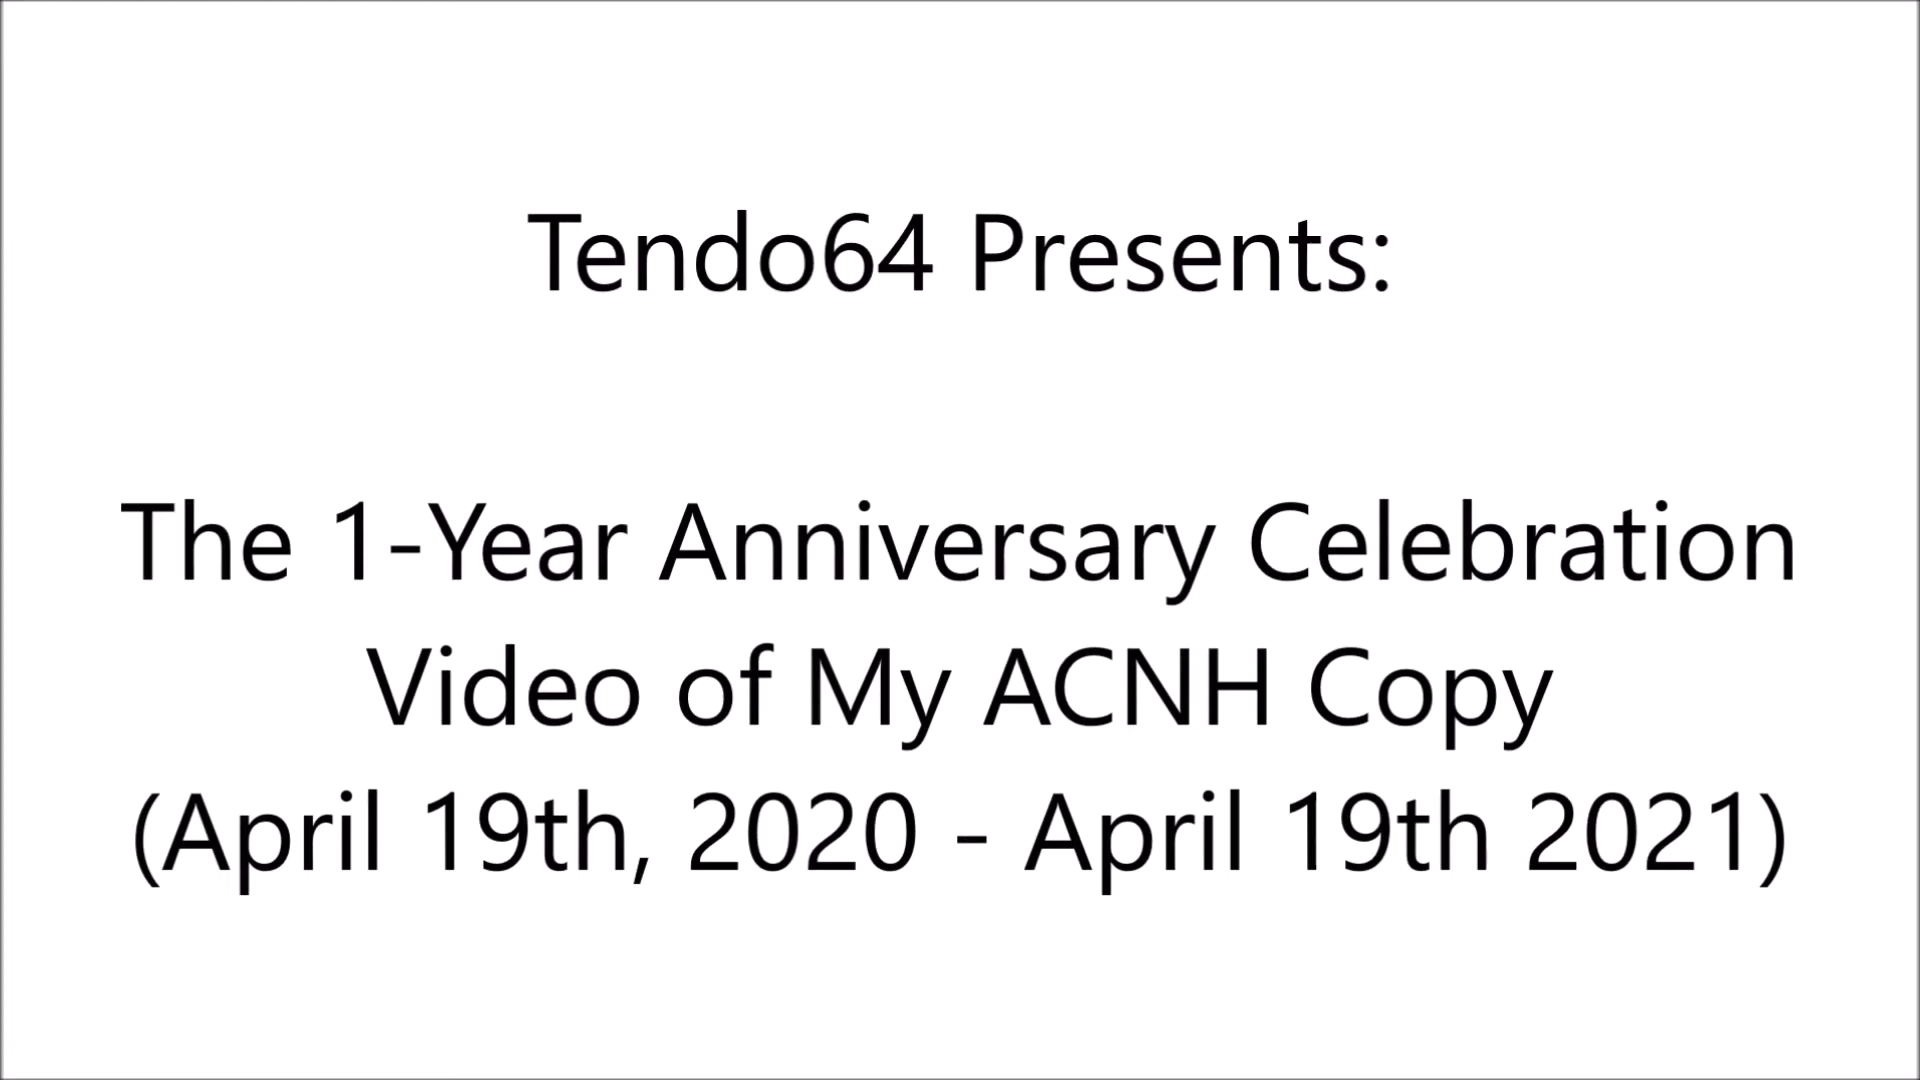 Tendo64 Presents:
The 1-Year Anniversary Celebration
Video of My ACNH Copy
(April 19th, 2020 - April 19th 2021)